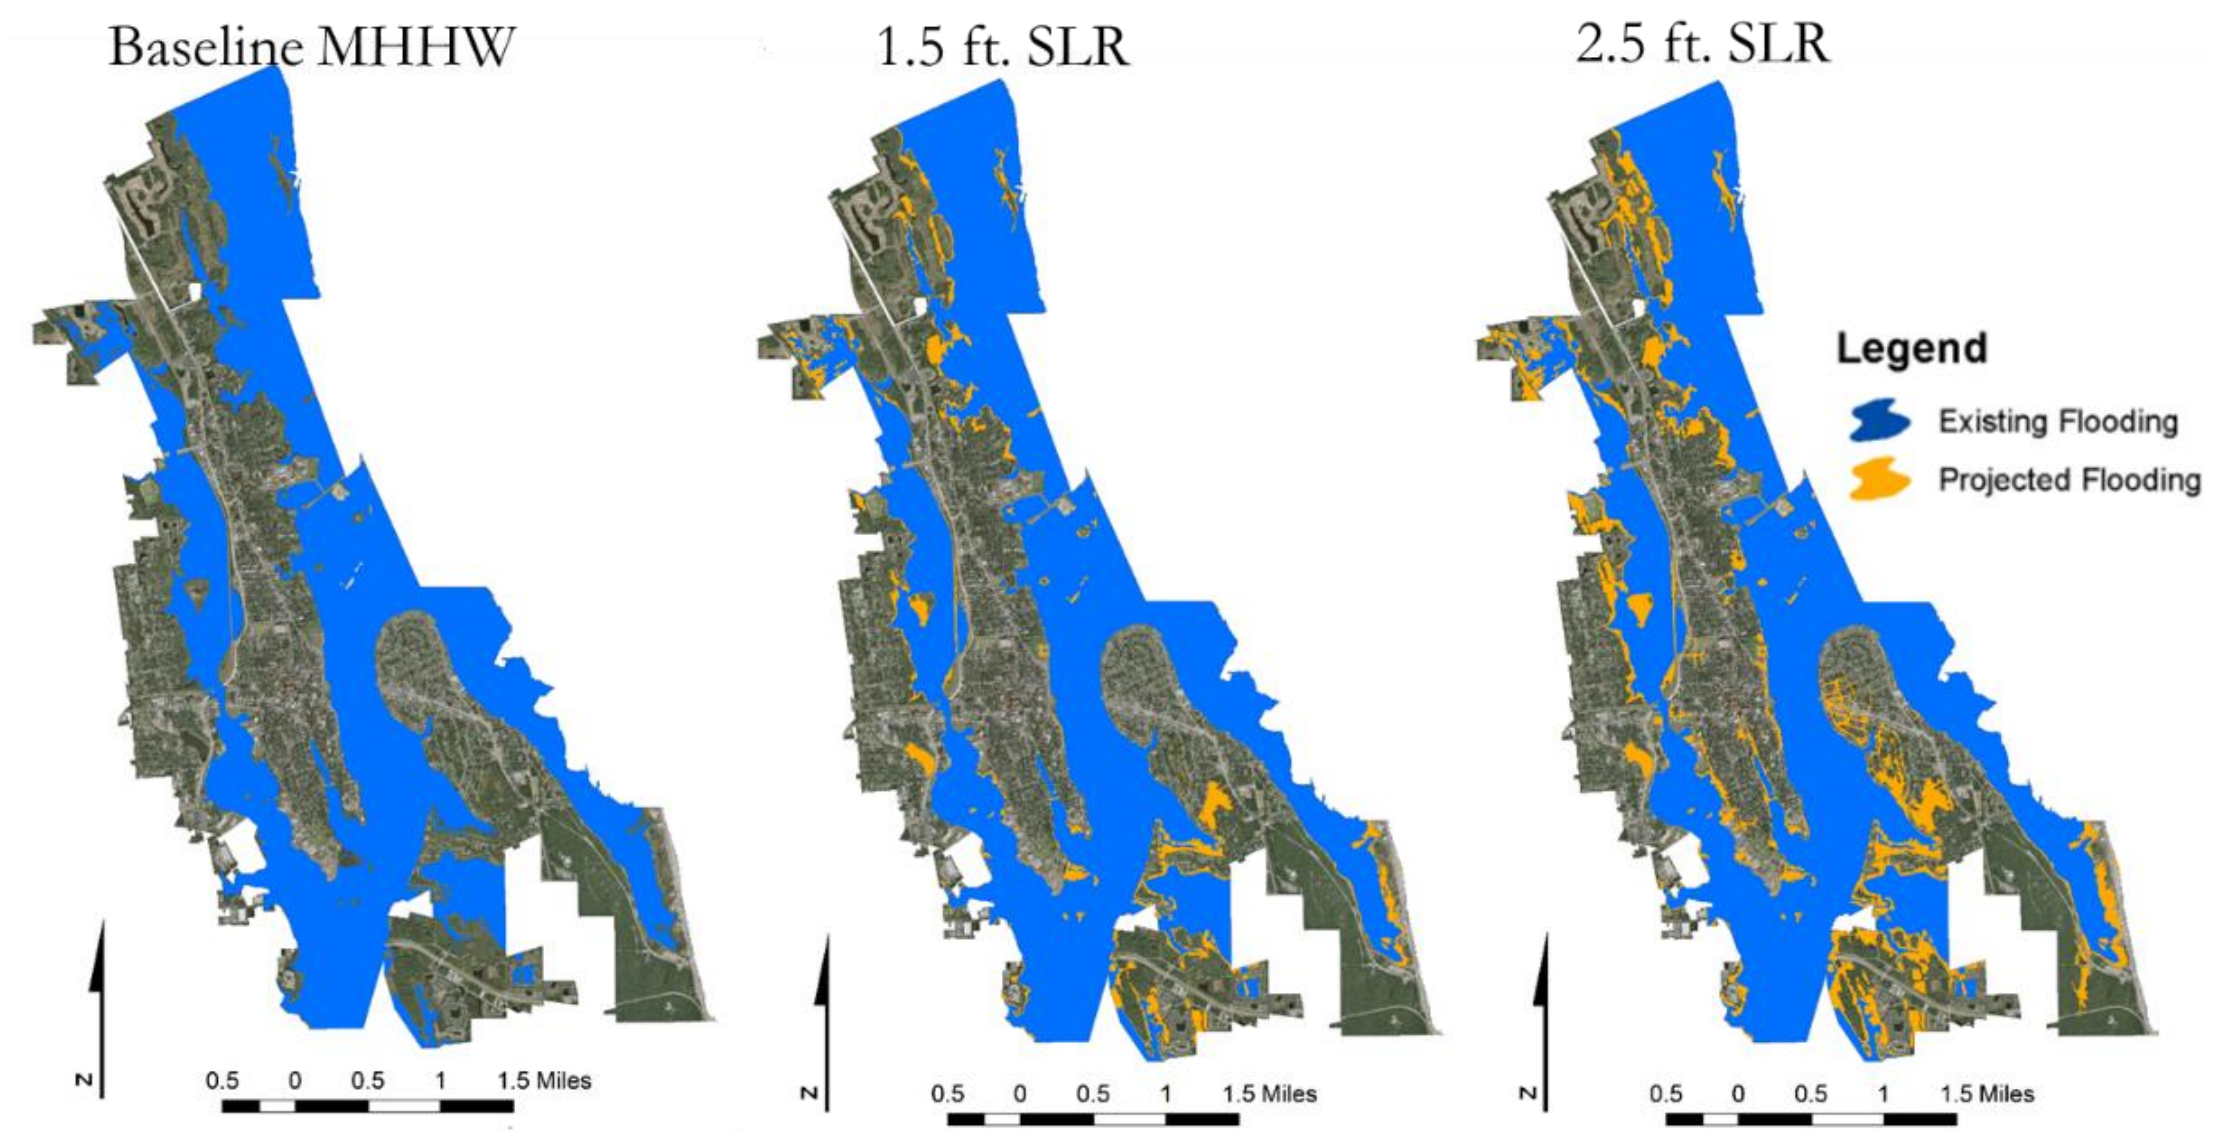 Baseline MHHW
1.5 ft. SLR
2.5 ft. SLR
Legend
Existing Flooding
Projected Flooding
N
0.5 0 0.5 1 1.5 Miles
N
0.5 0 0.5 1 1.5 Miles
N
0.5 0 0.5 1 1.5 Miles